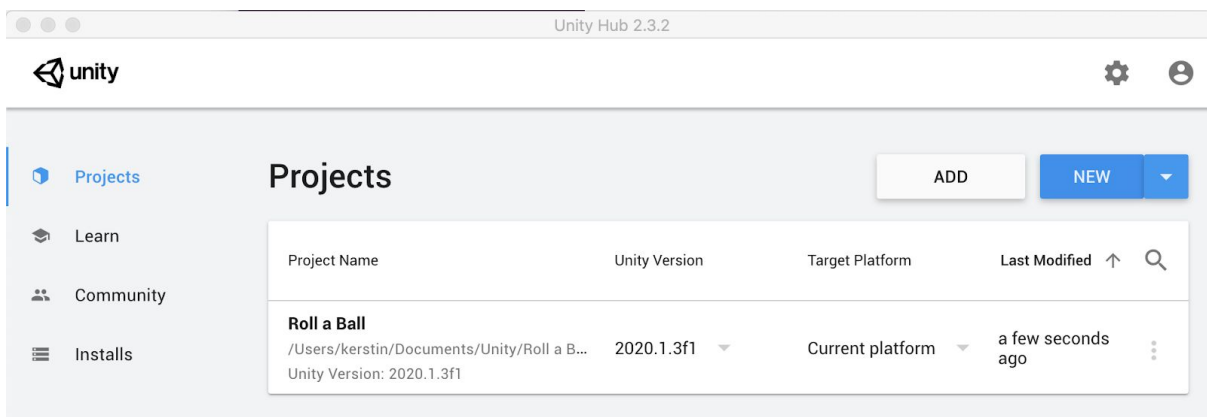 Unity Hub 2.3.2
unity
Projects
Learn
Community
Installs
Projects
ADD
NEW
Project Name
Unity Version
Target Platform
Last Modified
Roll a Ball
/Users/kerstin/Documents/Unity/Roll a B...
Unity Version: 2020.1.3f1
2020.1.3f1
Current platform
a few seconds
ago